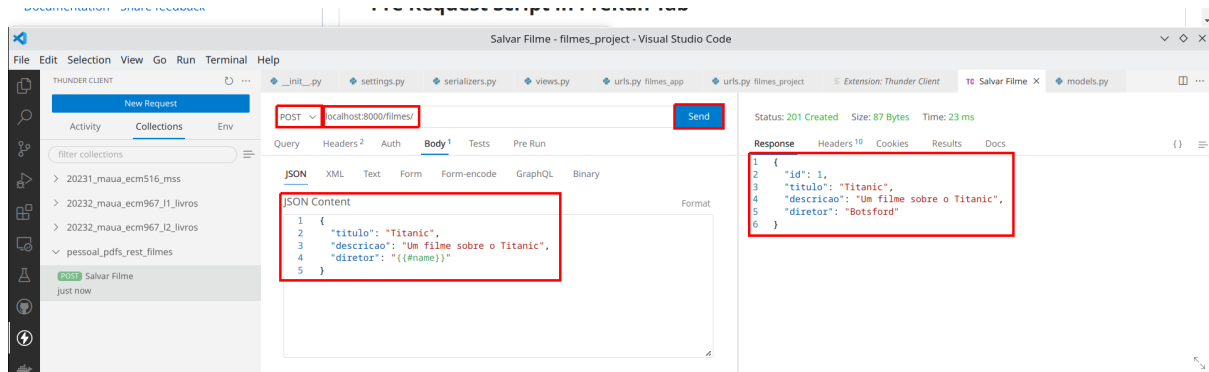 Documentation Share feedback
Pre Request Script in PreRun Tab
Salvar Filme - filmes_project - Visual Studio Code
File Edit Selection View Go Run Terminal Help
THUNDER CLIENT
__init__.py settings.py serializers.py views.py urls.py filmes_app urls.py filmes_project Extension: Thunder Client TC Salvar Filme models.py
New Request
Activity Collections Env
filter collections
20231_maua_ecm516_mss
20232_maua_ecm967_l1_livros
20232_maua_ecm967_l2_livros
pessoal_pdfs_rest_filmes
POST Salvar Filme
just now
POST localhost:8000/filmes/ Send
Query Headers 2 Auth Body 1 Tests Pre Run
JSON XML Text Form Form-encode GraphQL Binary
JSON Content Format
1 {
2 "titulo": "Titanic",
3 "descricao": "Um filme sobre o Titanic",
4 "diretor": "{{#name}}"
5 }
Status: 201 Created Size: 87 Bytes Time: 23 ms
Response Headers 10 Cookies Results Docs {}
1 {
2 "id": 1,
3 "titulo": "Titanic",
4 "descricao": "Um filme sobre o Titanic",
5 "diretor": "Botsford"
6 }